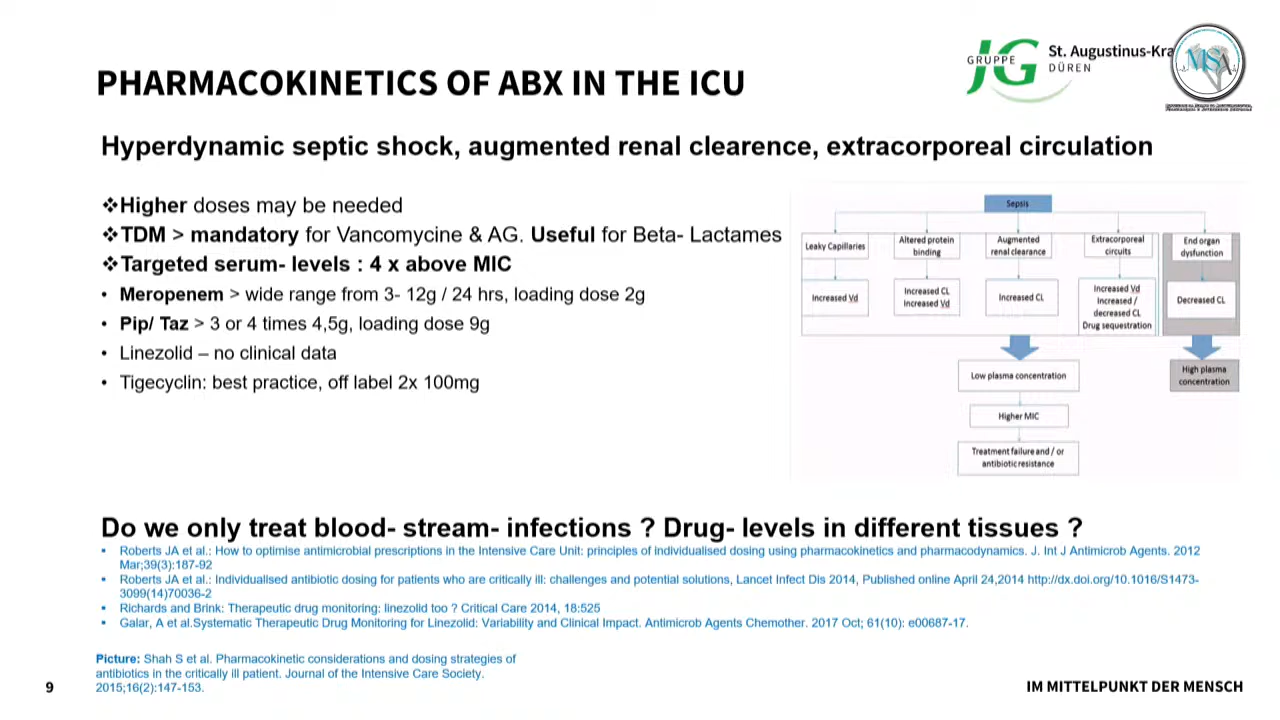 GRUPPE JG
St. Augustinus-Kra
DÜREN
MSA
PHARMACOKINETICS OF ABX IN THE ICU
Hyperdynamic septic shock, augmented renal clearence, extracorporeal circulation
❖Higher doses may be needed
❖TDM > mandatory for Vancomycine & AG. Useful for Beta- Lactames
❖Targeted serum- levels : 4 x above MIC
• Meropenem > wide range from 3- 12g / 24 hrs, loading dose 2g
• Pip/ Taz > 3 or 4 times 4,5g, loading dose 9g
• Linezolid – no clinical data
• Tigecyclin: best practice, off label 2x 100mg
Sepsis
Leaky Capillaries
Altered protein
binding
Augmented
renal clearance
Extracorporeal
circuits
End organ
dysfunction
Increased Vd
Increased CL
Increased Vd
Increased CL
Increased Vd
Increased /
decreased CL
Drug sequestration
Decreased CL
Low plasma concentration
High plasma
concentration
Higher MIC
Treatment failure and / or
antibiotic resistance
Do we only treat blood- stream- infections ? Drug- levels in different tissues ?
• Roberts JA et al.: How to optimise antimicrobial prescriptions in the Intensive Care Unit: principles of individualised dosing using pharmacokinetics and pharmacodynamics. J. Int J Antimicrob Agents. 2012
Mar;39(3):187-92
• Roberts JA et al.: Individualised antibiotic dosing for patients who are critically ill: challenges and potential solutions, Lancet Infect Dis 2014, Published online April 24,2014 http://dx.doi.org/10.1016/S1473-
3099(14)70036-2
• Richards and Brink: Therapeutic drug monitoring: linezolid too ? Critical Care 2014, 18:525
• Galar, A et al.Systematic Therapeutic Drug Monitoring for Linezolid: Variability and Clinical Impact. Antimicrob Agents Chemother. 2017 Oct; 61(10): e00687-17.
Picture: Shah S et al. Pharmacokinetic considerations and dosing strategies of
antibiotics in the critically ill patient. Journal of the Intensive Care Society.
2015;16(2):147-153.
9
IM MITTELPUNKT DER MENSCH